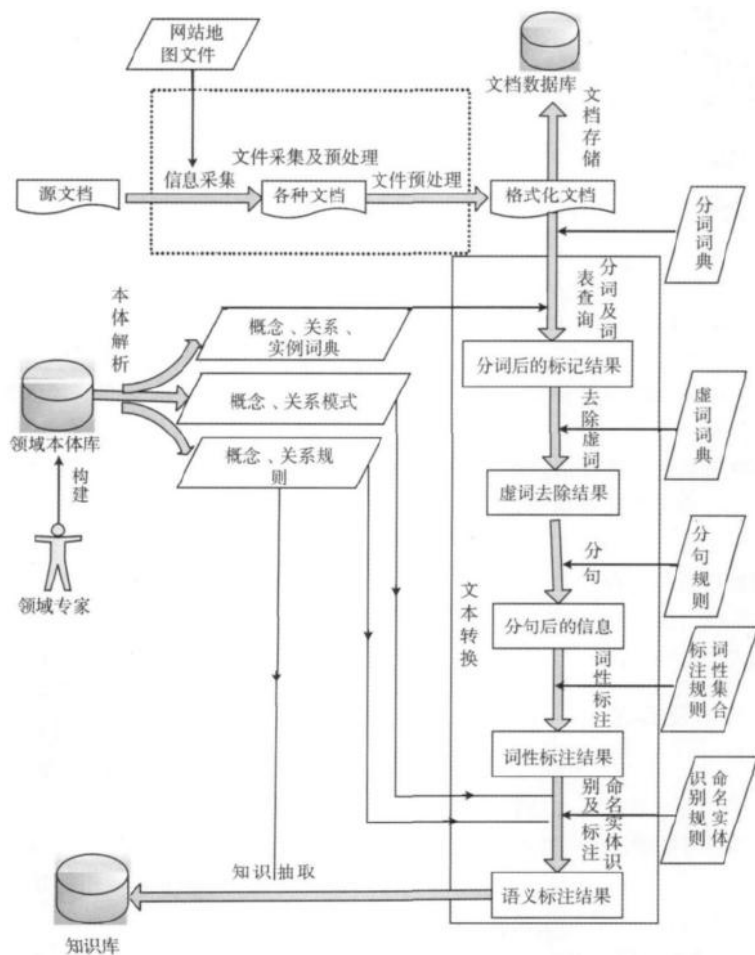 网站地
图文件
文档数据库
文档存储
文件采集及预处理
源文档
信息采集
各种文档
文件预处理
格式化文档
分词词典
本体解析
分词及词
表查询
概念、关系、
实例词典
分词后的标记结果
概念、关系模式
去除虚词
虚词词典
领域本体库
概念、关系规
则
虚词去除结果
构建
分句
分句规则
领域专家
文本转换
分句后的信息
词性标注
词性集合
标注规则
词性标注结果
命名实体识
别及标注
命名实体
识别规则
知识抽取
语义标注结果
知识库